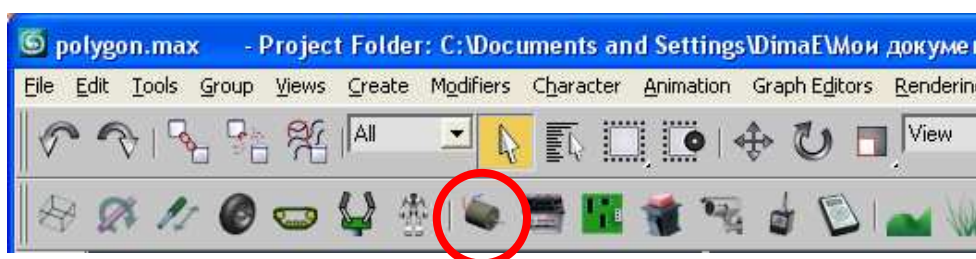 polygon.max - Project Folder: C:\Documents and Settings\DimaE\Мои докуме
File Edit Tools Group Views Create Modifiers Character Animation Graph Editors Rendering
All View